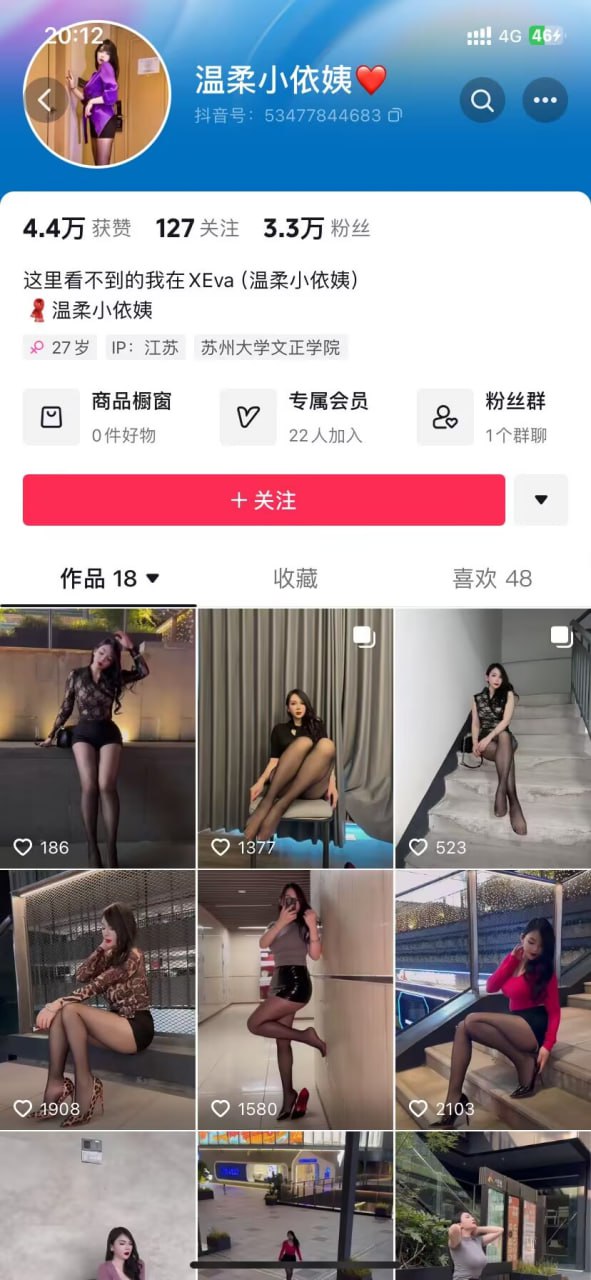 20:12
4G 46
温柔小依姨❤️
抖音号：53477844683
4.4万 获赞 127 关注 3.3万 粉丝
这里看不到的我在XEva（温柔小依姨）
🧣温柔小依姨
27岁 IP：江苏 苏州大学文正学院
商品橱窗 专属会员 粉丝群
0件好物 22人加入 1个群聊
+ 关注
作品 18 收藏 喜欢 48
186 1377 523
1908 1580 2103